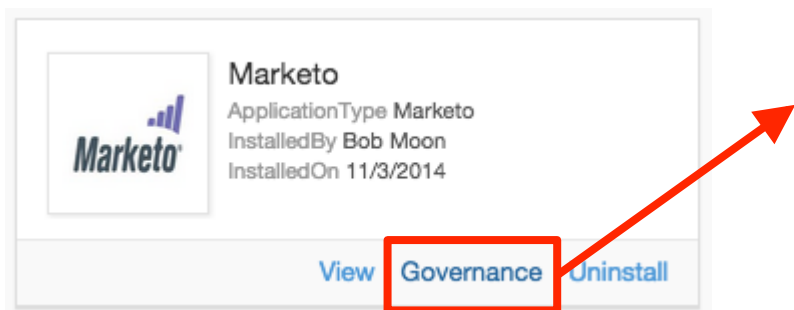 Marketo
ApplicationType Marketo
InstalledBy Bob Moon
InstalledOn 11/3/2014
Marketo
View Governance Uninstall